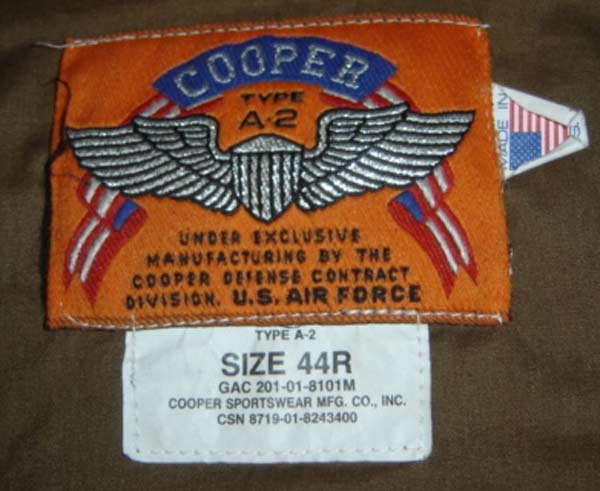 COOPER
TYPE
A-2
UNDER EXCLUSIVE
MANUFACTURING BY THE
COOPER DEFENSE CONTRACT
DIVISION. U.S. AIR FORCE
MADE IN
TYPE A-2
SIZE 44R
GAC 201-01-8101M
COOPER SPORTSWEAR MFG. CO., INC.
CSN 8719-01-8243400